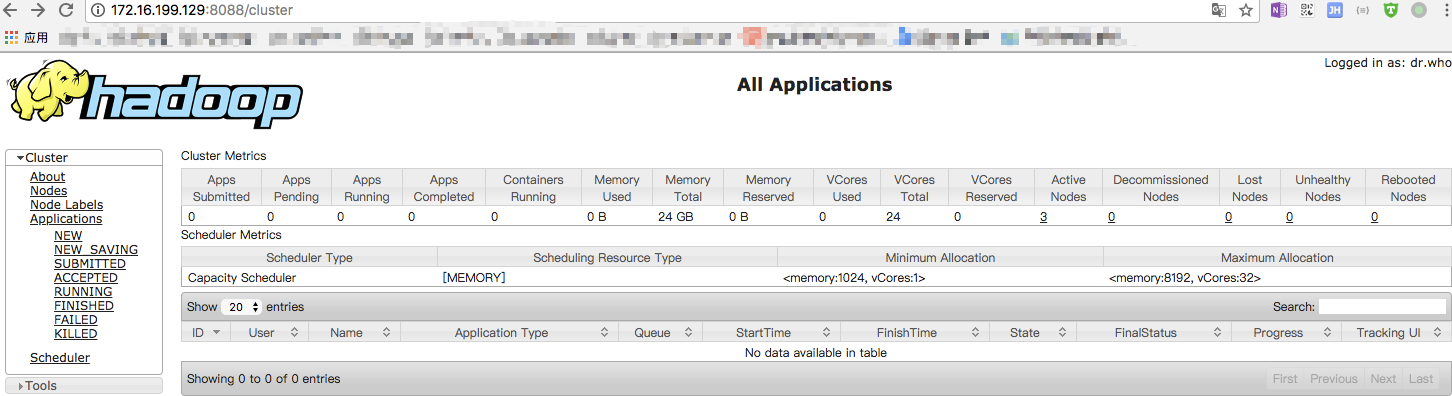 172.16.199.129:8088/cluster
应用
hadoop
All Applications
Logged in as: dr.who
Cluster
About
Nodes
Node Labels
Applications
NEW
NEW_SAVING
SUBMITTED
ACCEPTED
RUNNING
FINISHED
FAILED
KILLED
Scheduler
Tools
Cluster Metrics
Apps Submitted Apps Pending Apps Running Apps Completed Containers Running Memory Used Memory Total Memory Reserved VCores Used VCores Total VCores Reserved Active Nodes Decommissioned Nodes Lost Nodes Unhealthy Nodes Rebooted Nodes
0 0 0 0 0 0 B 24 GB 0 B 0 24 0 3 0 0 0 0
Scheduler Metrics
Scheduler Type Scheduling Resource Type Minimum Allocation Maximum Allocation
Capacity Scheduler [MEMORY] <memory:1024, vCores:1> <memory:8192, vCores:32>
Show 20 entries Search:
ID User Name Application Type Queue StartTime FinishTime State FinalStatus Progress Tracking UI
No data available in table
Showing 0 to 0 of 0 entries First Previous Next Last